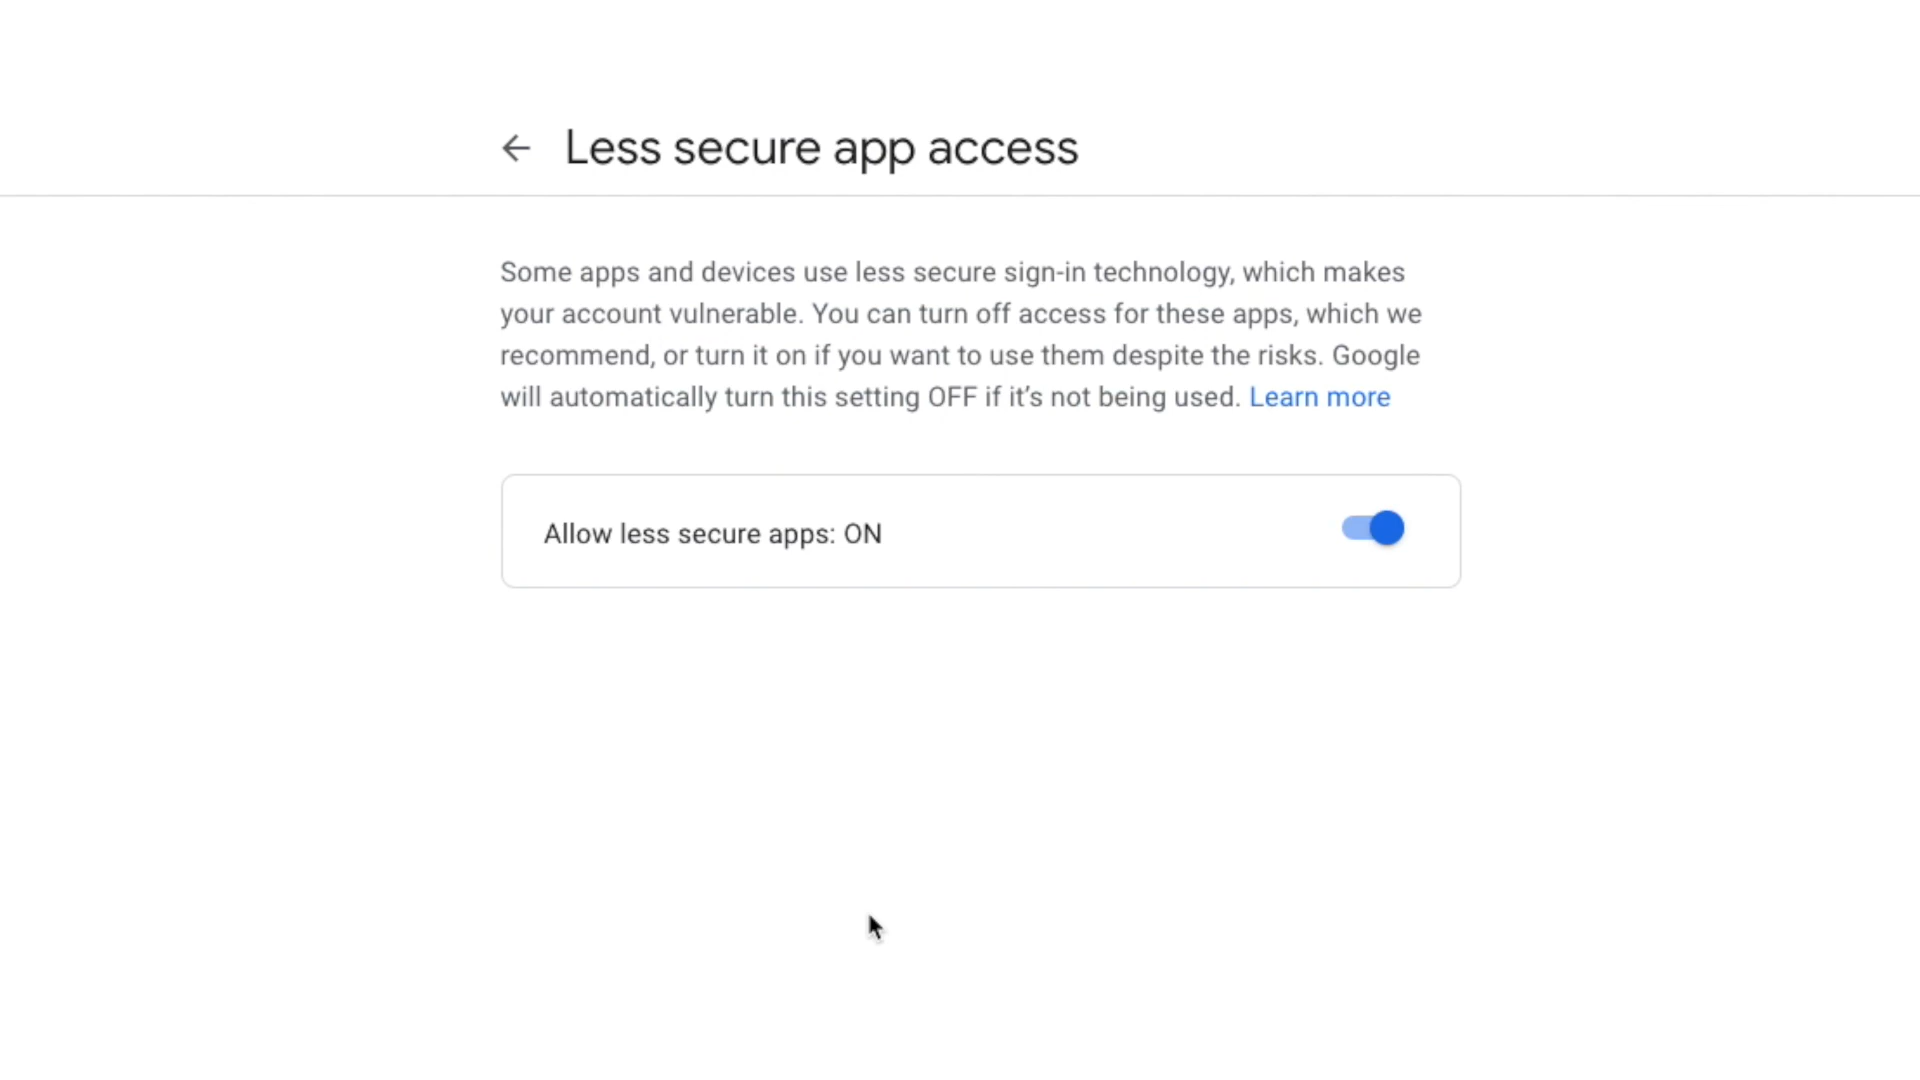 Less secure app access
Some apps and devices use less secure sign-in technology, which makes
your account vulnerable. You can turn off access for these apps, which we
recommend, or turn it on if you want to use them despite the risks. Google
will automatically turn this setting OFF if it’s not being used. Learn more
Allow less secure apps: ON